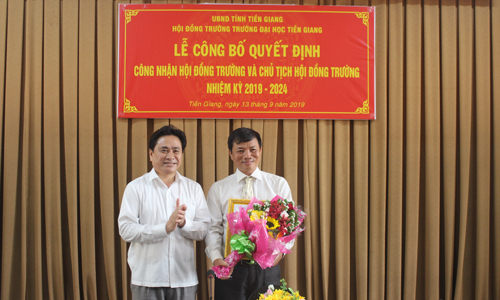 UBND TỈNH TIỀN GIANG
HỘI ĐỒNG TRƯỜNG TRƯỜNG ĐẠI HỌC TIỀN GIANG
LỄ CÔNG BỐ QUYẾT ĐỊNH
CÔNG NHẬN HỘI ĐỒNG TRƯỜNG VÀ CHỦ TỊCH HỘI ĐỒNG TRƯỜNG
NHIỆM KỲ 2019 - 2024
Tiền Giang, ngày 13 tháng 9 năm 2019